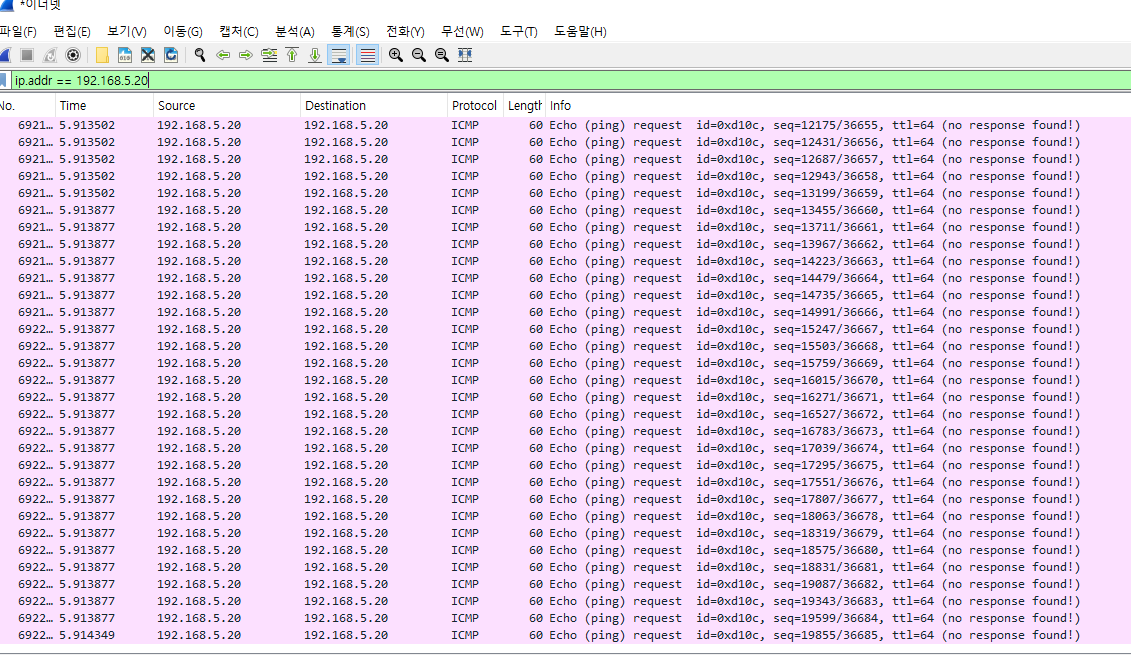 *이더넷
파일(F) 편집(E) 보기(V) 이동(G) 캡처(C) 분석(A) 통계(S) 전화(Y) 무선(W) 도구(T) 도움말(H)
ip.addr == 192.168.5.20
No. Time Source Destination Protocol Length Info
6921… 5.913502 192.168.5.20 192.168.5.20 ICMP 60 Echo (ping) request id=0xd10c, seq=12175/36655, ttl=64 (no response found!)
6921… 5.913502 192.168.5.20 192.168.5.20 ICMP 60 Echo (ping) request id=0xd10c, seq=12431/36656, ttl=64 (no response found!)
6921… 5.913502 192.168.5.20 192.168.5.20 ICMP 60 Echo (ping) request id=0xd10c, seq=12687/36657, ttl=64 (no response found!)
6921… 5.913502 192.168.5.20 192.168.5.20 ICMP 60 Echo (ping) request id=0xd10c, seq=12943/36658, ttl=64 (no response found!)
6921… 5.913502 192.168.5.20 192.168.5.20 ICMP 60 Echo (ping) request id=0xd10c, seq=13199/36659, ttl=64 (no response found!)
6921… 5.913877 192.168.5.20 192.168.5.20 ICMP 60 Echo (ping) request id=0xd10c, seq=13455/36660, ttl=64 (no response found!)
6921… 5.913877 192.168.5.20 192.168.5.20 ICMP 60 Echo (ping) request id=0xd10c, seq=13711/36661, ttl=64 (no response found!)
6921… 5.913877 192.168.5.20 192.168.5.20 ICMP 60 Echo (ping) request id=0xd10c, seq=13967/36662, ttl=64 (no response found!)
6921… 5.913877 192.168.5.20 192.168.5.20 ICMP 60 Echo (ping) request id=0xd10c, seq=14223/36663, ttl=64 (no response found!)
6921… 5.913877 192.168.5.20 192.168.5.20 ICMP 60 Echo (ping) request id=0xd10c, seq=14479/36664, ttl=64 (no response found!)
6921… 5.913877 192.168.5.20 192.168.5.20 ICMP 60 Echo (ping) request id=0xd10c, seq=14735/36665, ttl=64 (no response found!)
6921… 5.913877 192.168.5.20 192.168.5.20 ICMP 60 Echo (ping) request id=0xd10c, seq=14991/36666, ttl=64 (no response found!)
6922… 5.913877 192.168.5.20 192.168.5.20 ICMP 60 Echo (ping) request id=0xd10c, seq=15247/36667, ttl=64 (no response found!)
6922… 5.913877 192.168.5.20 192.168.5.20 ICMP 60 Echo (ping) request id=0xd10c, seq=15503/36668, ttl=64 (no response found!)
6922… 5.913877 192.168.5.20 192.168.5.20 ICMP 60 Echo (ping) request id=0xd10c, seq=15759/36669, ttl=64 (no response found!)
6922… 5.913877 192.168.5.20 192.168.5.20 ICMP 60 Echo (ping) request id=0xd10c, seq=16015/36670, ttl=64 (no response found!)
6922… 5.913877 192.168.5.20 192.168.5.20 ICMP 60 Echo (ping) request id=0xd10c, seq=16271/36671, ttl=64 (no response found!)
6922… 5.913877 192.168.5.20 192.168.5.20 ICMP 60 Echo (ping) request id=0xd10c, seq=16527/36672, ttl=64 (no response found!)
6922… 5.913877 192.168.5.20 192.168.5.20 ICMP 60 Echo (ping) request id=0xd10c, seq=16783/36673, ttl=64 (no response found!)
6922… 5.913877 192.168.5.20 192.168.5.20 ICMP 60 Echo (ping) request id=0xd10c, seq=17039/36674, ttl=64 (no response found!)
6922… 5.913877 192.168.5.20 192.168.5.20 ICMP 60 Echo (ping) request id=0xd10c, seq=17295/36675, ttl=64 (no response found!)
6922… 5.913877 192.168.5.20 192.168.5.20 ICMP 60 Echo (ping) request id=0xd10c, seq=17551/36676, ttl=64 (no response found!)
6922… 5.913877 192.168.5.20 192.168.5.20 ICMP 60 Echo (ping) request id=0xd10c, seq=17807/36677, ttl=64 (no response found!)
6922… 5.913877 192.168.5.20 192.168.5.20 ICMP 60 Echo (ping) request id=0xd10c, seq=18063/36678, ttl=64 (no response found!)
6922… 5.913877 192.168.5.20 192.168.5.20 ICMP 60 Echo (ping) request id=0xd10c, seq=18319/36679, ttl=64 (no response found!)
6922… 5.913877 192.168.5.20 192.168.5.20 ICMP 60 Echo (ping) request id=0xd10c, seq=18575/36680, ttl=64 (no response found!)
6922… 5.913877 192.168.5.20 192.168.5.20 ICMP 60 Echo (ping) request id=0xd10c, seq=18831/36681, ttl=64 (no response found!)
6922… 5.913877 192.168.5.20 192.168.5.20 ICMP 60 Echo (ping) request id=0xd10c, seq=19087/36682, ttl=64 (no response found!)
6922… 5.913877 192.168.5.20 192.168.5.20 ICMP 60 Echo (ping) request id=0xd10c, seq=19343/36683, ttl=64 (no response found!)
6922… 5.913877 192.168.5.20 192.168.5.20 ICMP 60 Echo (ping) request id=0xd10c, seq=19599/36684, ttl=64 (no response found!)
6922… 5.914349 192.168.5.20 192.168.5.20 ICMP 60 Echo (ping) request id=0xd10c, seq=19855/36685, ttl=64 (no response found!)